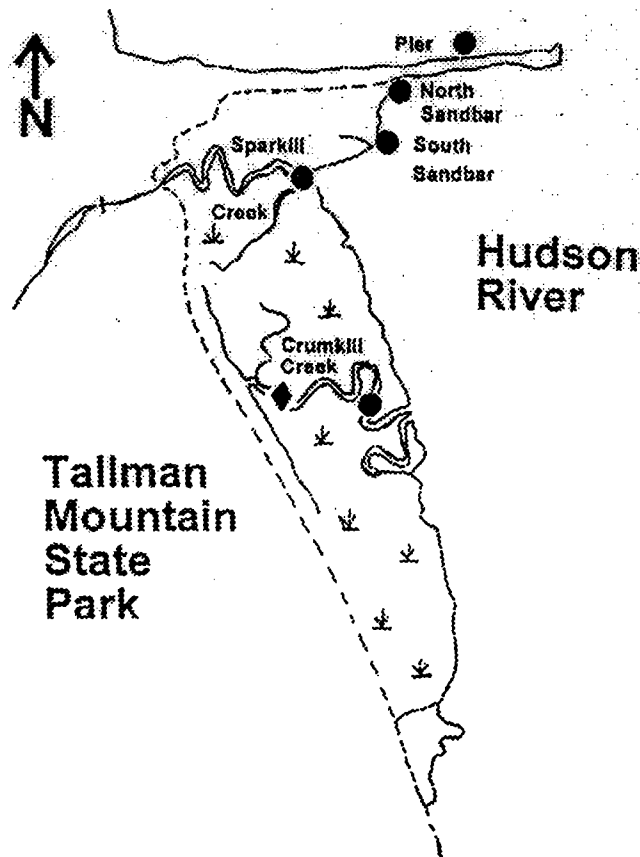 N
Pier
North
Sandbar
South
Sandbar
Sparkill
Creek
Hudson
River
Crumkill
Creek
Tallman
Mountain
State
Park